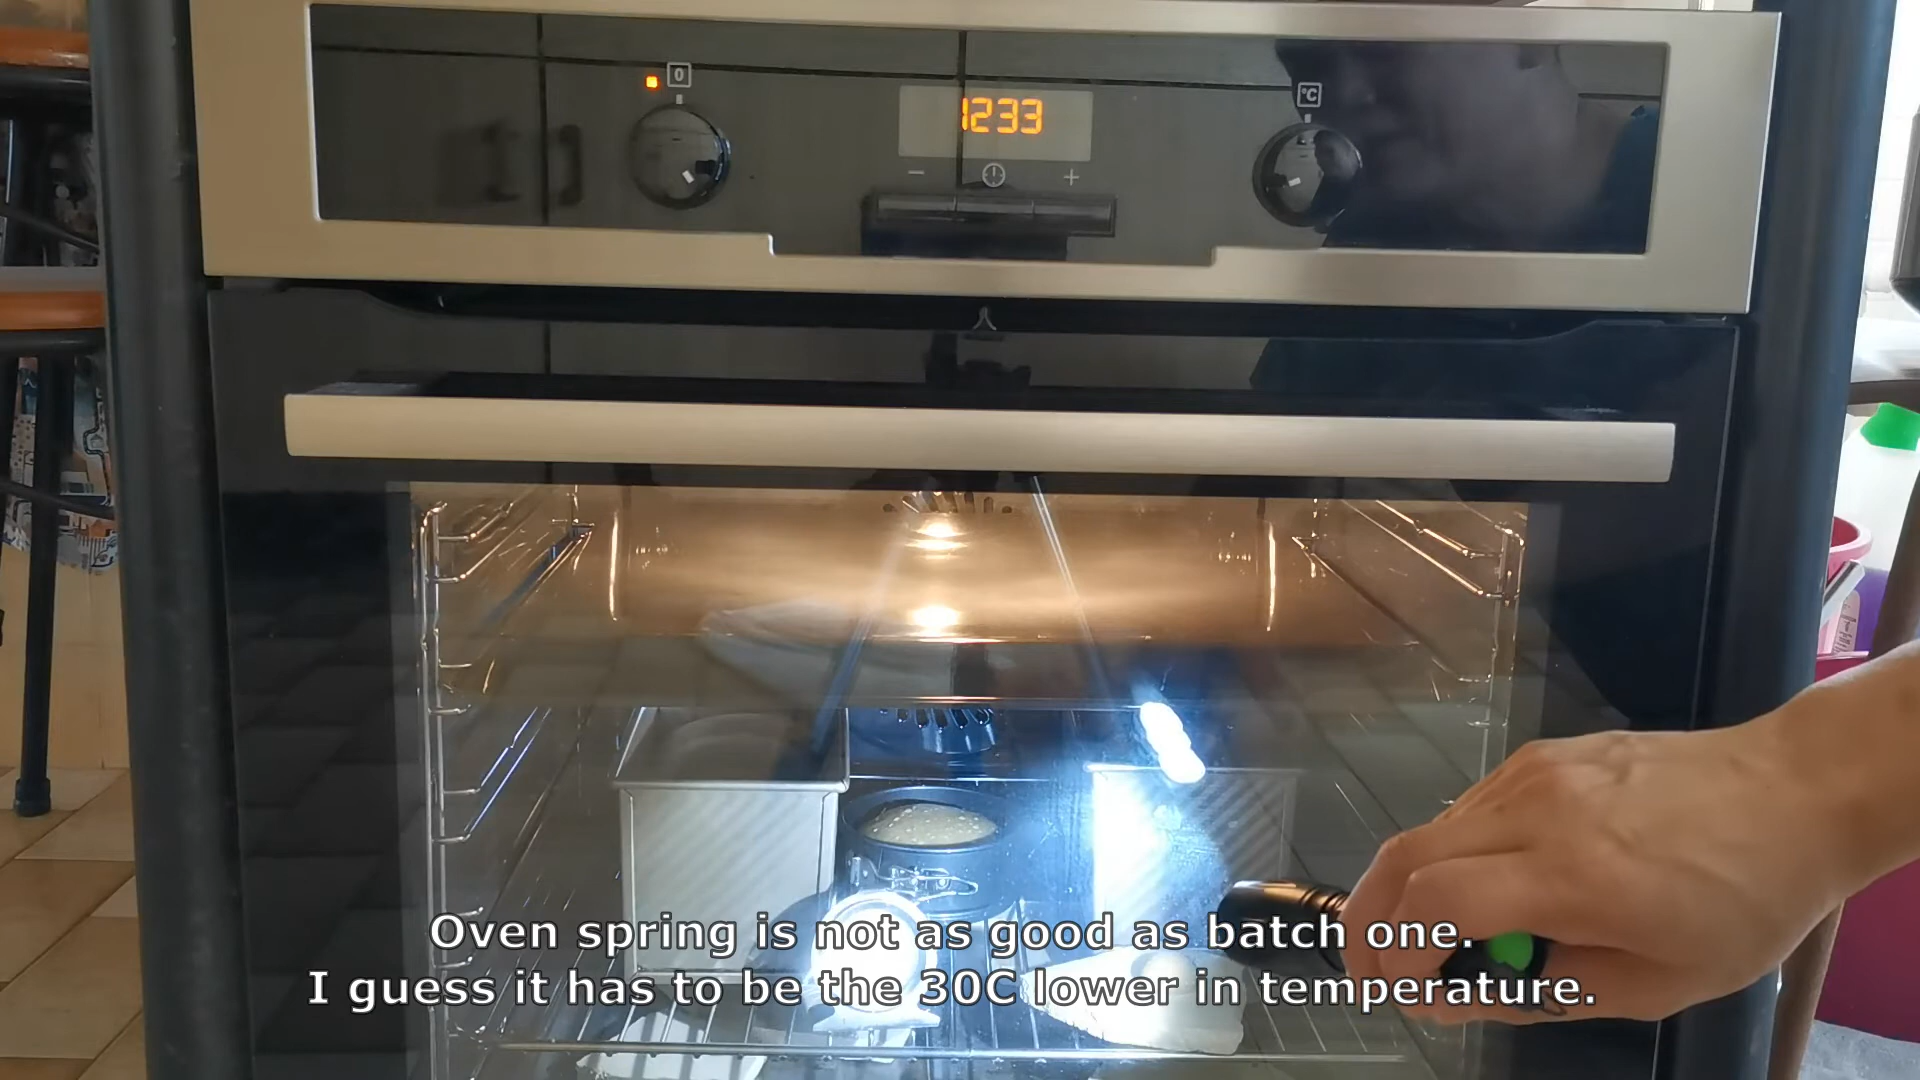 0
1233
°C
− +
Oven spring is not as good as batch one.
I guess it has to be the 30C lower in temperature.